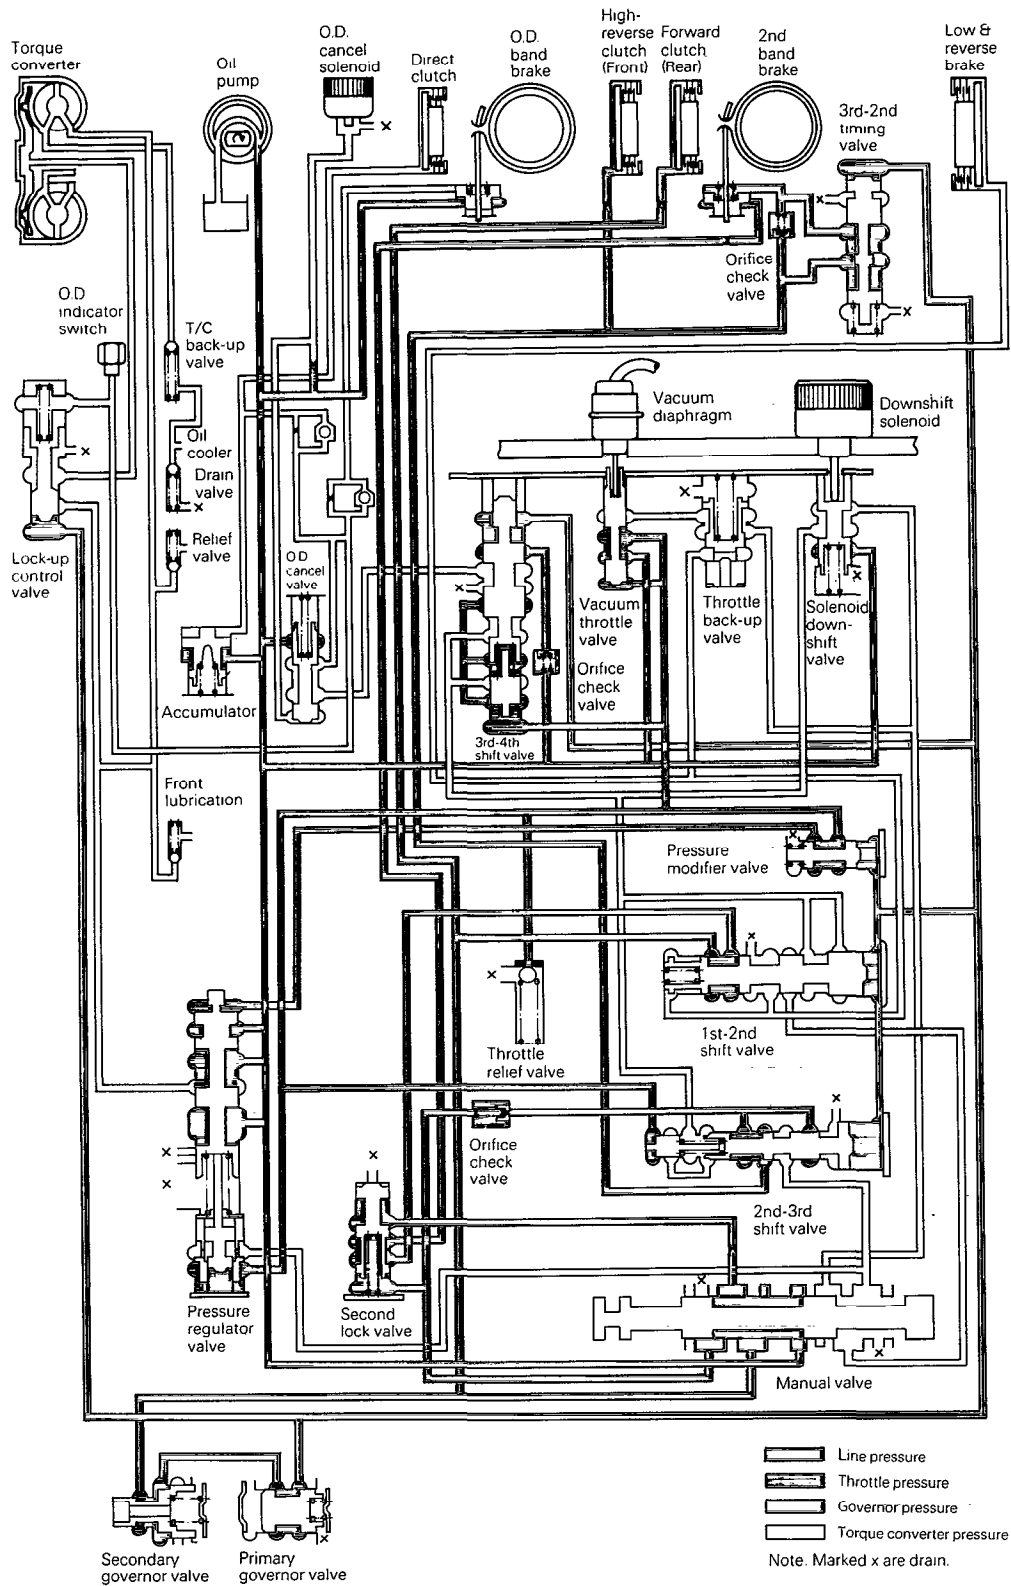 Torque
converter
Oil
pump
O.D.
cancel
solenoid
Direct
clutch
O.D.
band
brake
High-
reverse
clutch
(Front)
Forward
clutch
(Rear)
2nd
band
brake
Low &
reverse
brake
3rd-2nd
timing
valve
x
x
x
Orifice
check
valve
O.D
indicator
switch
T/C
back-up
valve
x
Oil
cooler
Drain
valve
x
Relief
valve
Lock-up
control
valve
Vacuum
diaphragm
Downshift
solenoid
x
x
x
O.D
cancel
valve
Vacuum
throttle
valve
Throttle
back-up
valve
Solenoid
down-
shift
valve
Orifice
check
valve
Accumulator
3rd-4th
shift valve
Front
lubrication
Pressure
modifier valve
x
x
x
1st-2nd
shift valve
Throttle
relief valve
x
Orifice
check
valve
x
x
x
2nd-3rd
shift valve
x
Pressure
regulator
valve
Second
lock valve
x
Manual valve
Line pressure
Throttle pressure
Governor pressure
Torque converter pressure
Note. Marked x are drain.
x
Secondary
governor valve
Primary
governor valve